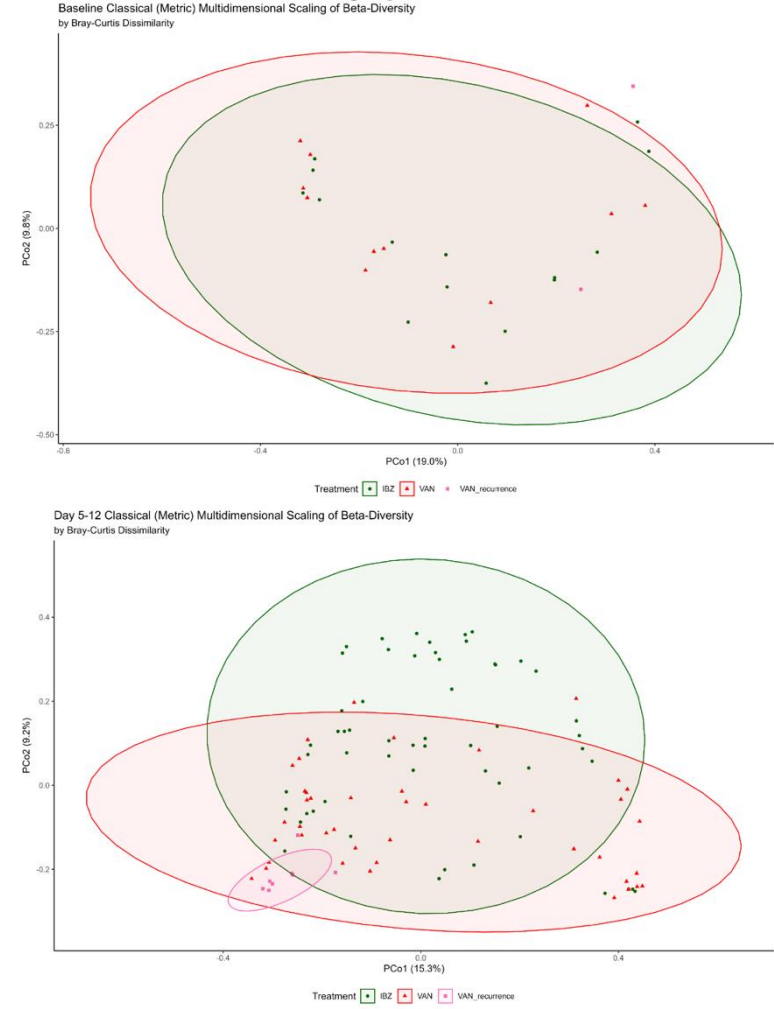 Baseline Classical (Metric) Multidimensional Scaling of Beta-Diversity
by Bray-Curtis Dissimilarity
0.25
0.00
-0.25
-0.50
PCo2 (9.8%)
-0.8
-0.4
0.0
0.4
PCo1 (19.0%)
Treatment IBZ VAN VAN_recurrence
Day 5-12 Classical (Metric) Multidimensional Scaling of Beta-Diversity
by Bray-Curtis Dissimilarity
0.4
0.2
0.0
-0.2
PCo2 (9.2%)
-0.4
0.0
0.4
PCo1 (15.3%)
Treatment IBZ VAN VAN_recurrence